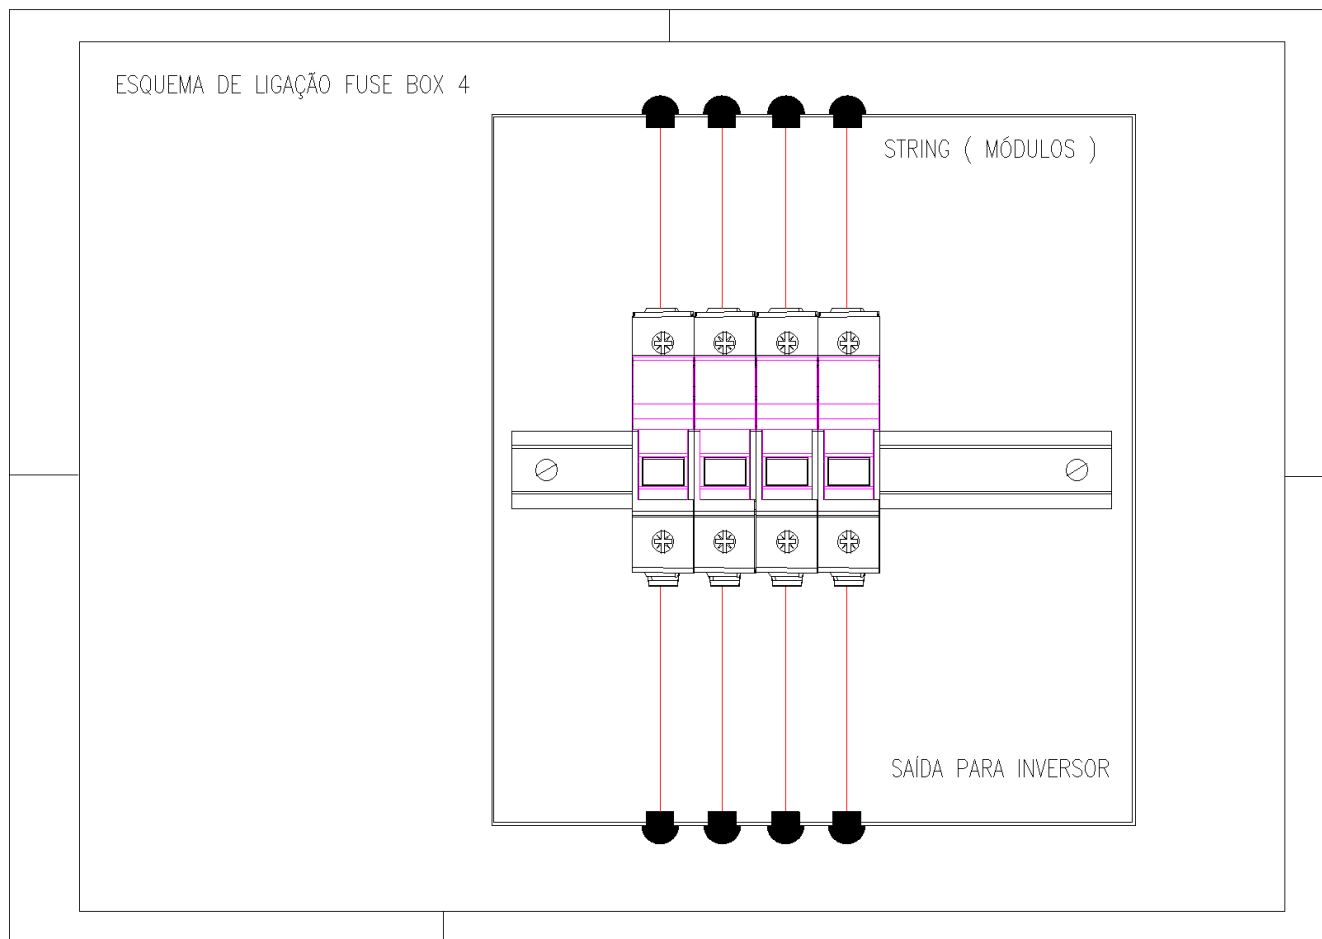 ESQUEMA DE LIGAÇÃO FUSE BOX 4
STRING ( MÓDULOS )
SAÍDA PARA INVERSOR